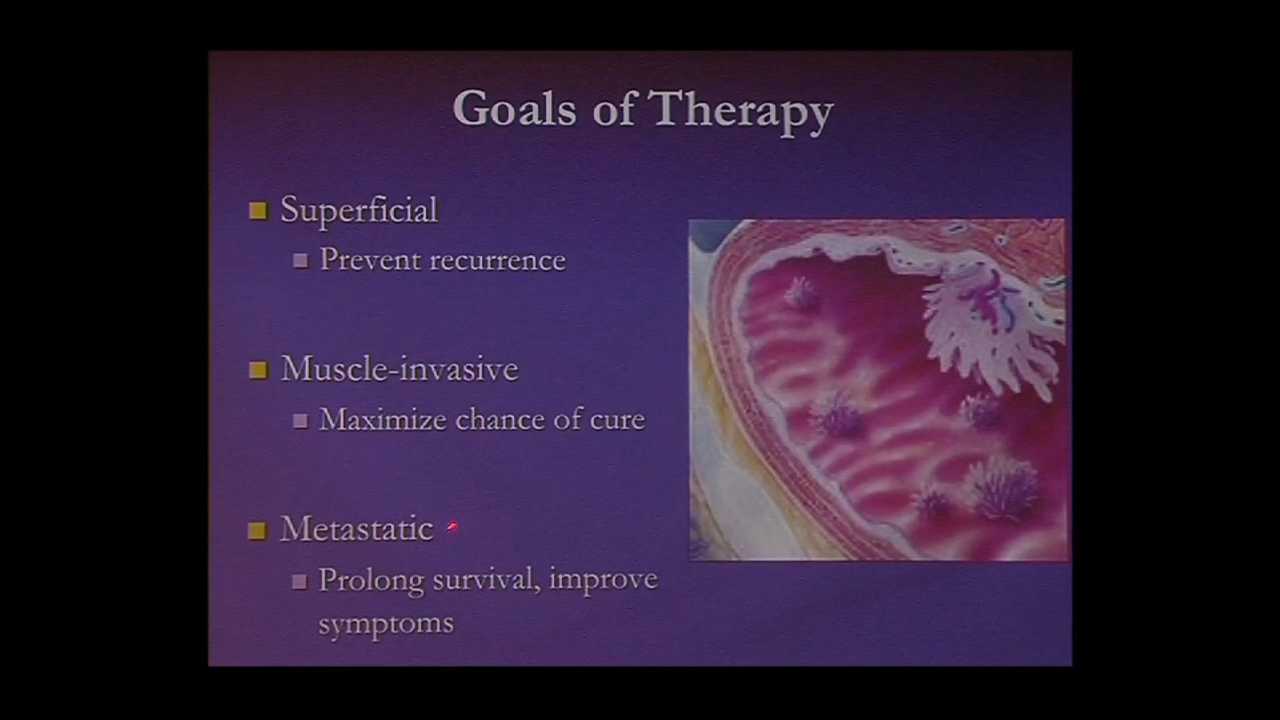 Goals of Therapy
Superficial
Prevent recurrence
Muscle-invasive
Maximize chance of cure
Metastatic
Prolong survival, improve
symptoms